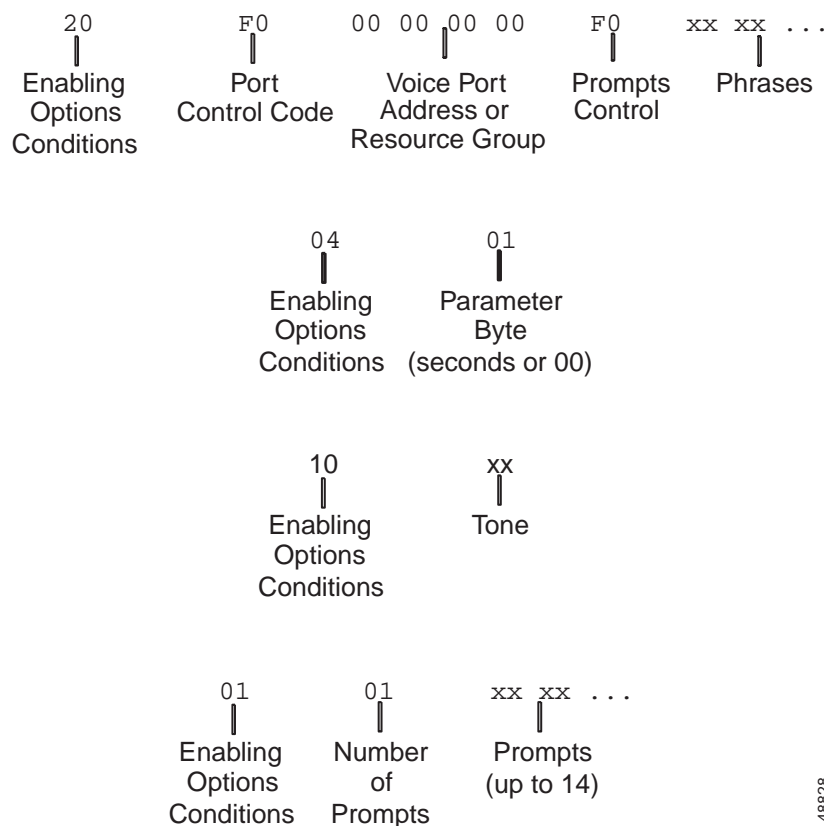 20 F0 00 00 00 00 F0 xx xx ...
Enabling Port Voice Port Prompts Phrases
Options Control Code Address or Control
Conditions Resource Group
04 01
Enabling Parameter
Options Byte
Conditions (seconds or 00)
10 xx
Enabling Tone
Options
Conditions
01 01 xx xx ...
Enabling Number Prompts
Options of (up to 14)
Conditions Prompts
48828